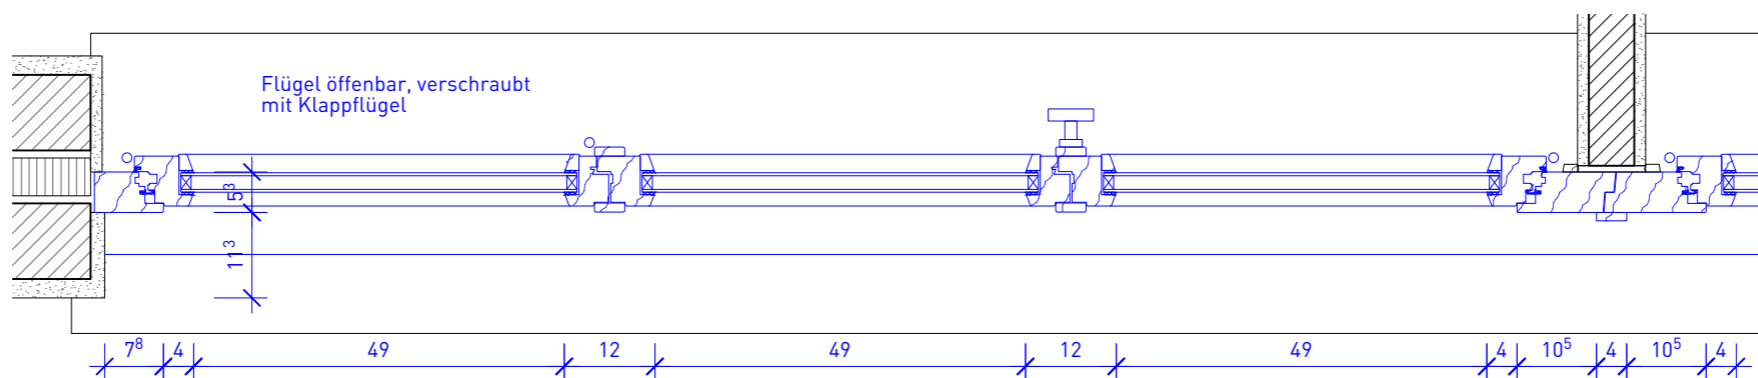 Flügel öffenbar, verschraubt
mit Klappflügel
5³
11³
7⁸ 4 49 12 49 12 49 4 10⁵ 4 10⁵ 4